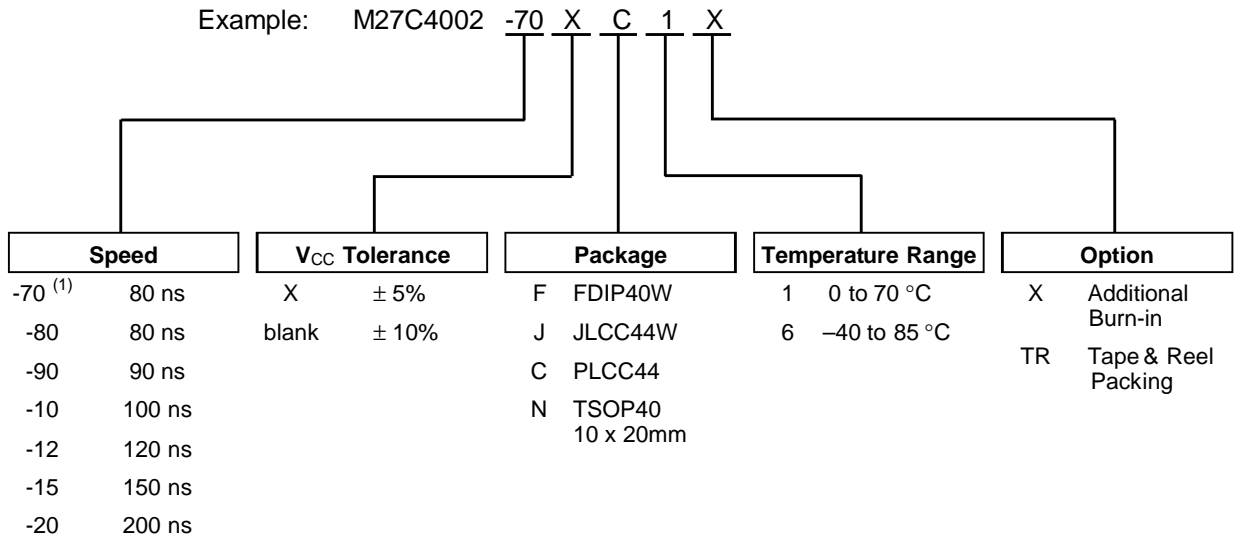 Example: M27C4002 -70 X C 1 X
Speed
-70 (1) 80 ns
-80 80 ns
-90 90 ns
-10 100 ns
-12 120 ns
-15 150 ns
-20 200 ns
VCC Tolerance
X ± 5%
blank ± 10%
Package
F FDIP40W
J JLCC44W
C PLCC44
N TSOP40
10 x 20mm
Temperature Range
1 0 to 70 °C
6 –40 to 85 °C
Option
X Additional
Burn-in
TR Tape & Reel
Packing